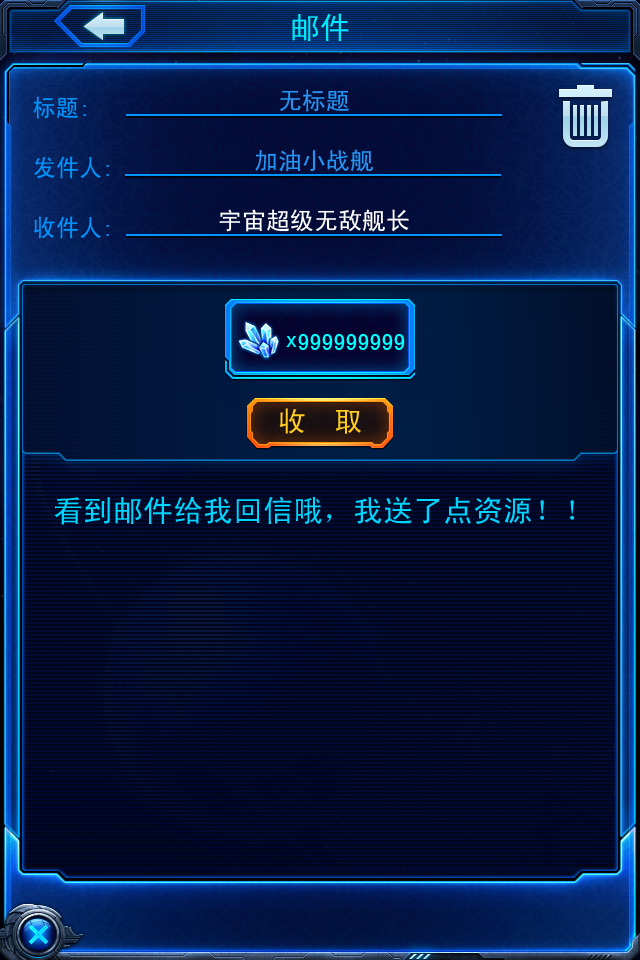 邮件
标题:
无标题
发件人:
加油小战舰
收件人:
宇宙超级无敌舰长
x999999999
收 取
看到邮件给我回信哦，我送了点资源！！